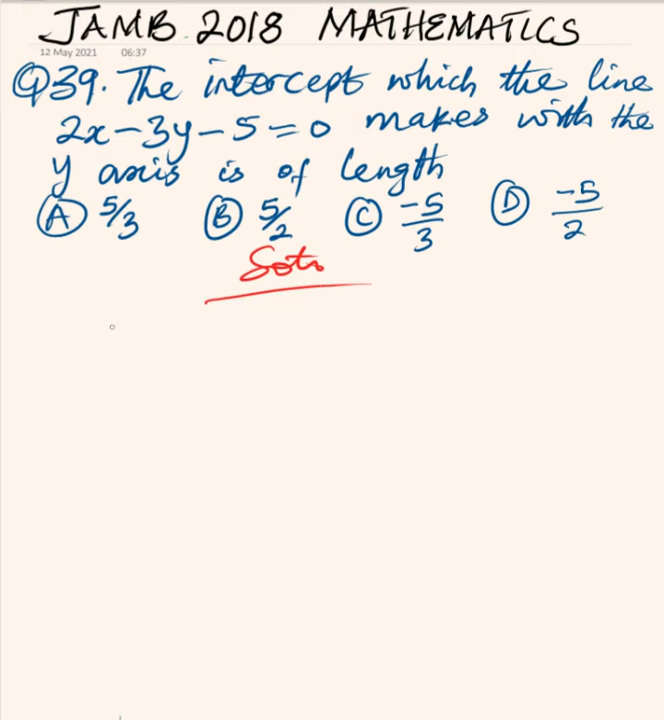 JAMB 2018 MATHEMATICS
12 May 2021 06:37
Q39. The intercept which the line
2x-3y-5=0 makes with the
y axis is of length
(A) 5/3 (B) 5/2 (C) -5/3 (D) -5/2
Soln